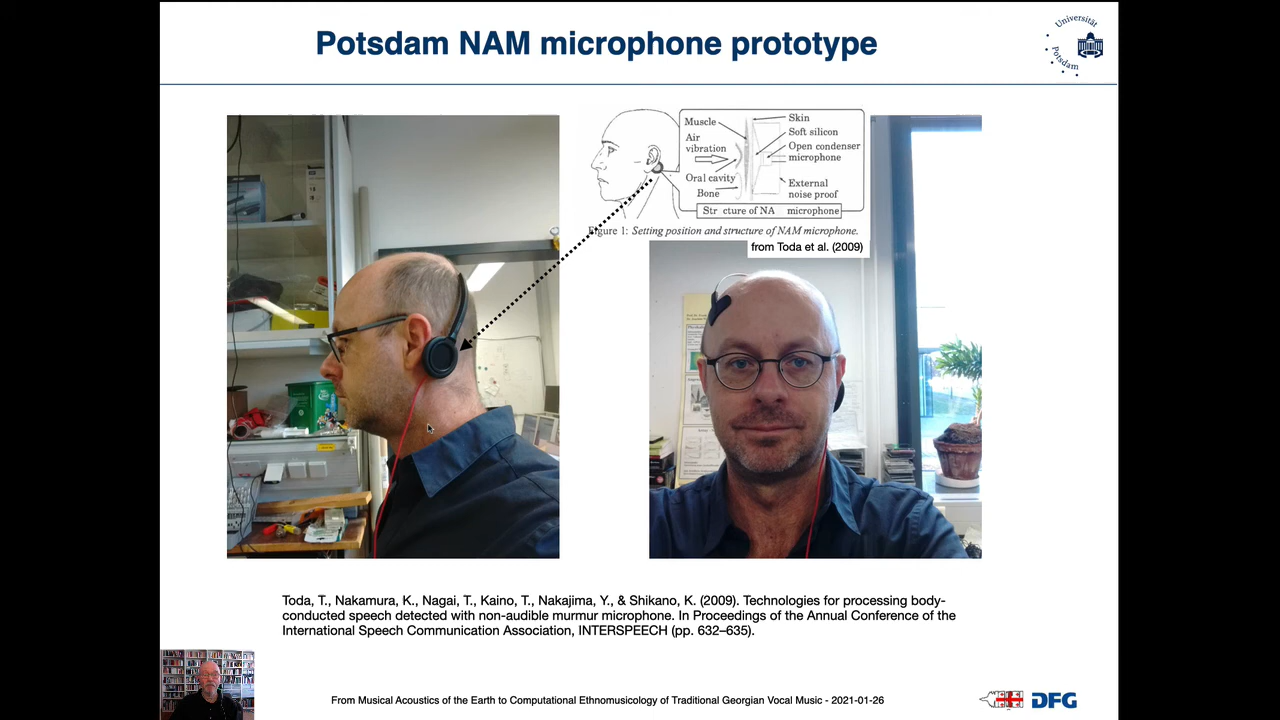 Potsdam NAM microphone prototype
Universität
Potsdam
Muscle
Air
vibration
Oral cavity
Bone
Skin
Soft silicon
Open condenser
microphone
External
noise proof
Str cture of NA microphone
Figure 1: Setting position and structure of NAM microphone.
from Toda et al. (2009)
Toda, T., Nakamura, K., Nagai, T., Kaino, T., Nakajima, Y., & Shikano, K. (2009). Technologies for processing body-
conducted speech detected with non-audible murmur microphone. In Proceedings of the Annual Conference of the
International Speech Communication Association, INTERSPEECH (pp. 632–635).
From Musical Acoustics of the Earth to Computational Ethnomusicology of Traditional Georgian Vocal Music - 2021-01-26
DFG